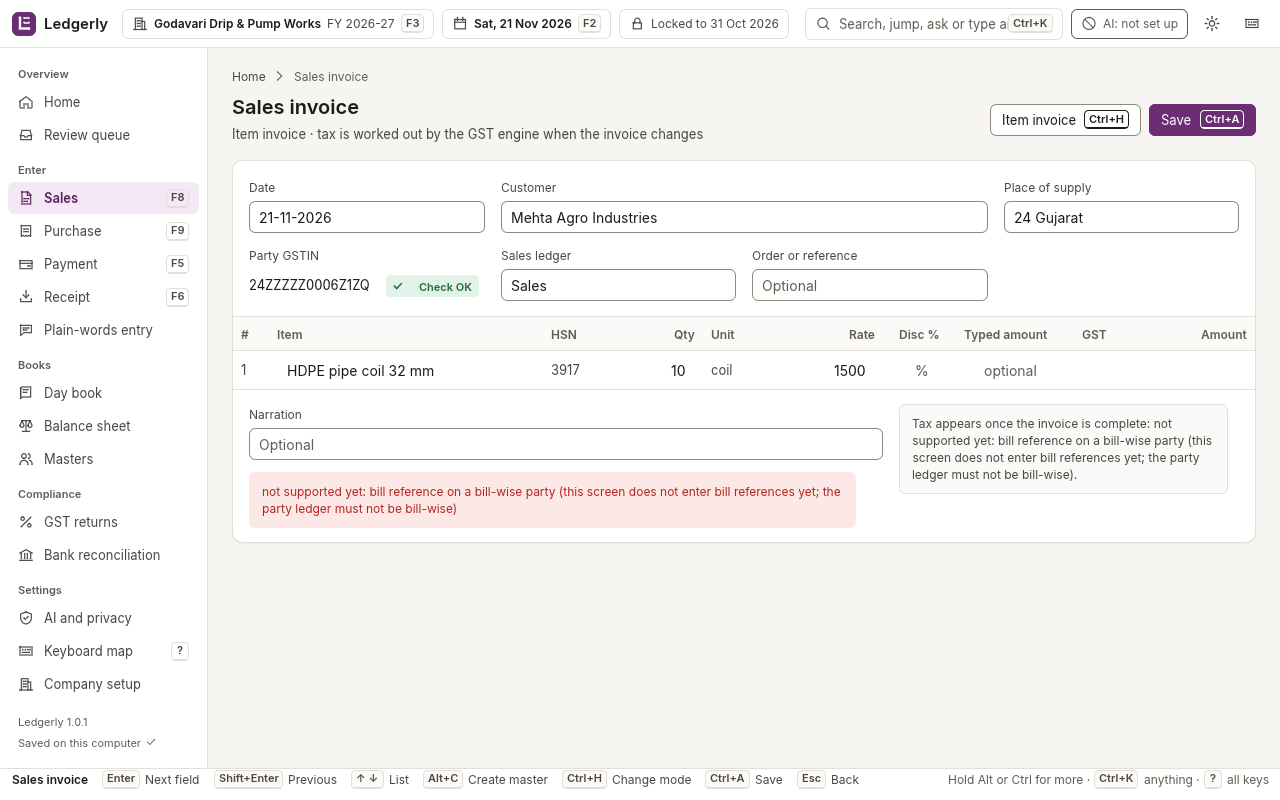 Ledgerly
Godavari Drip & Pump Works FY 2026-27 F3
Sat, 21 Nov 2026 F2
Locked to 31 Oct 2026
Search, jump, ask or type a Ctrl+K
AI: not set up
Overview
Home
Review queue
Enter
Sales F8
Purchase F9
Payment F5
Receipt F6
Plain-words entry
Books
Day book
Balance sheet
Masters
Compliance
GST returns
Bank reconciliation
Settings
AI and privacy
Keyboard map ?
Company setup
Ledgerly 1.0.1
Saved on this computer
Home Sales invoice
Sales invoice
Item invoice · tax is worked out by the GST engine when the invoice changes
Item invoice Ctrl+H
Save Ctrl+A
Date Customer Place of supply
21-11-2026 Mehta Agro Industries 24 Gujarat
Party GSTIN Sales ledger Order or reference
24ZZZZZ0006Z1ZQ Check OK Sales Optional
# Item HSN Qty Unit Rate Disc % Typed amount GST Amount
1 HDPE pipe coil 32 mm 3917 10 coil 1500 % optional
Narration
Optional
not supported yet: bill reference on a bill-wise party (this screen does not enter bill references yet; the
party ledger must not be bill-wise)
Tax appears once the invoice is complete: not
supported yet: bill reference on a bill-wise party (this
screen does not enter bill references yet; the party
ledger must not be bill-wise).
Sales invoice Enter Next field Shift+Enter Previous ↑ ↓ List Alt+C Create master Ctrl+H Change mode Ctrl+A Save Esc Back Hold Alt or Ctrl for more · Ctrl+K anything · ? all keys